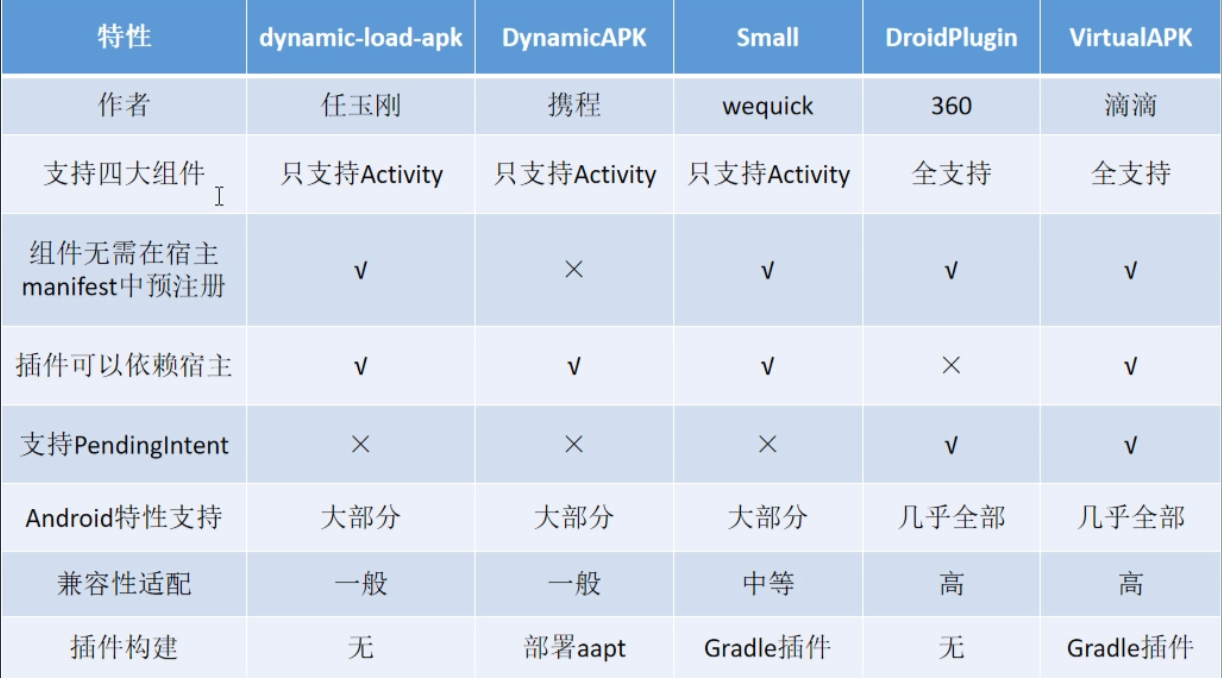 特性 dynamic-load-apk DynamicAPK Small DroidPlugin VirtualAPK
作者 任玉刚 携程 wequick 360 滴滴
支持四大组件 只支持Activity 只支持Activity 只支持Activity 全支持 全支持
组件无需在宿主
manifest中预注册 √ × √ √ √
插件可以依赖宿主 √ √ √ × √
支持PendingIntent × × × √ √
Android特性支持 大部分 大部分 大部分 几乎全部 几乎全部
兼容性适配 一般 一般 中等 高 高
插件构建 无 部署aapt Gradle插件 无 Gradle插件